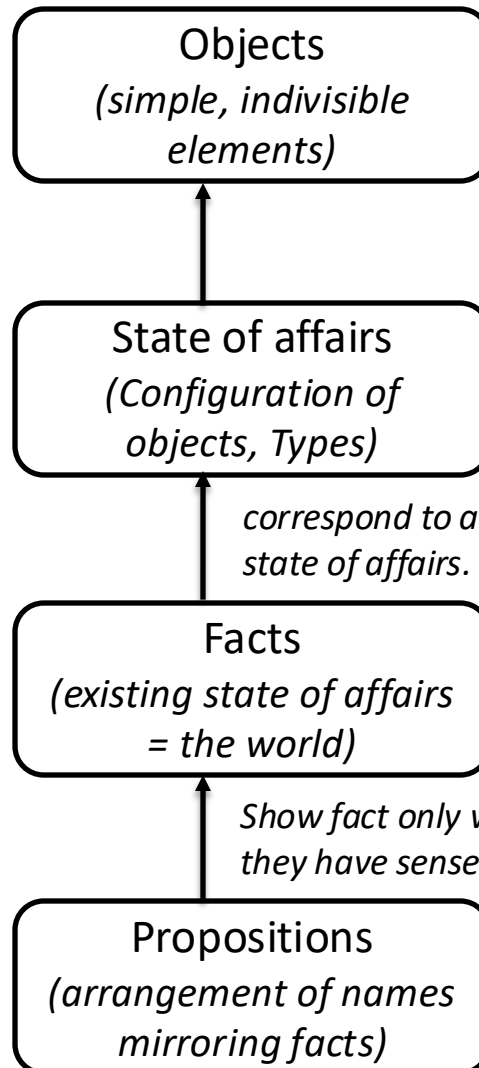 Objects
(simple, indivisible
elements)
State of affairs
(Configuration of
objects, Types)
correspond to a
state of affairs.
Facts
(existing state of affairs
= the world)
Show fact only
they have sense
Propositions
(arrangement of names
mirroring facts)